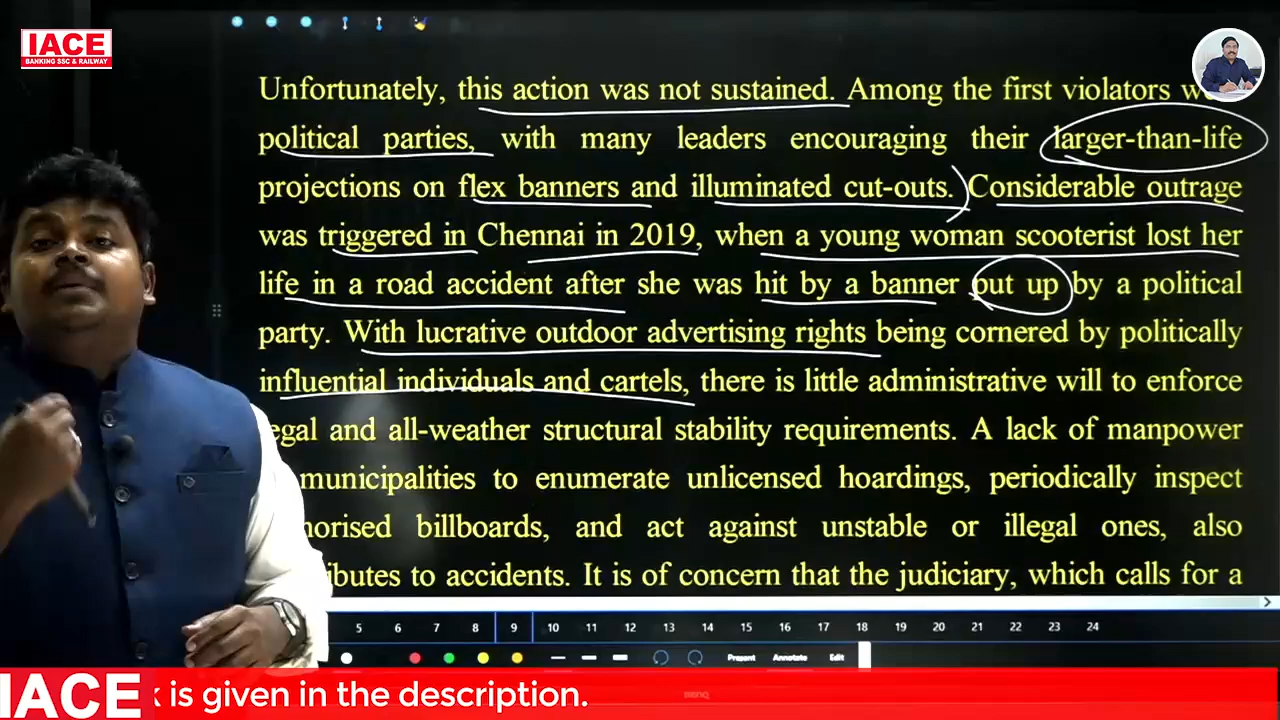 IACE
BANKING SSC & RAILWAY
Unfortunately, this action was not sustained. Among the first violators
political parties, with many leaders encouraging their larger-than-life
projections on flex banners and illuminated cut-outs. Considerable outrage
was triggered in Chennai in 2019, when a young woman scooterist lost her
life in a road accident after she was hit by a banner put up by a political
party. With lucrative outdoor advertising rights being cornered by politically
influential individuals and cartels, there is little administrative will to enforce
legal and all-weather structural stability requirements. A lack of manpower
municipalities to enumerate unlicensed hoardings, periodically inspect
billboards, and act against unstable or illegal ones, also
to accidents. It is of concern that the judiciary, which calls for a
5 6 7 8 9 10 11 12 13 14 15 16 17 18 19 20 21 22 23 24
Present Annotate Edit
BENQ
IACE is given in the description.